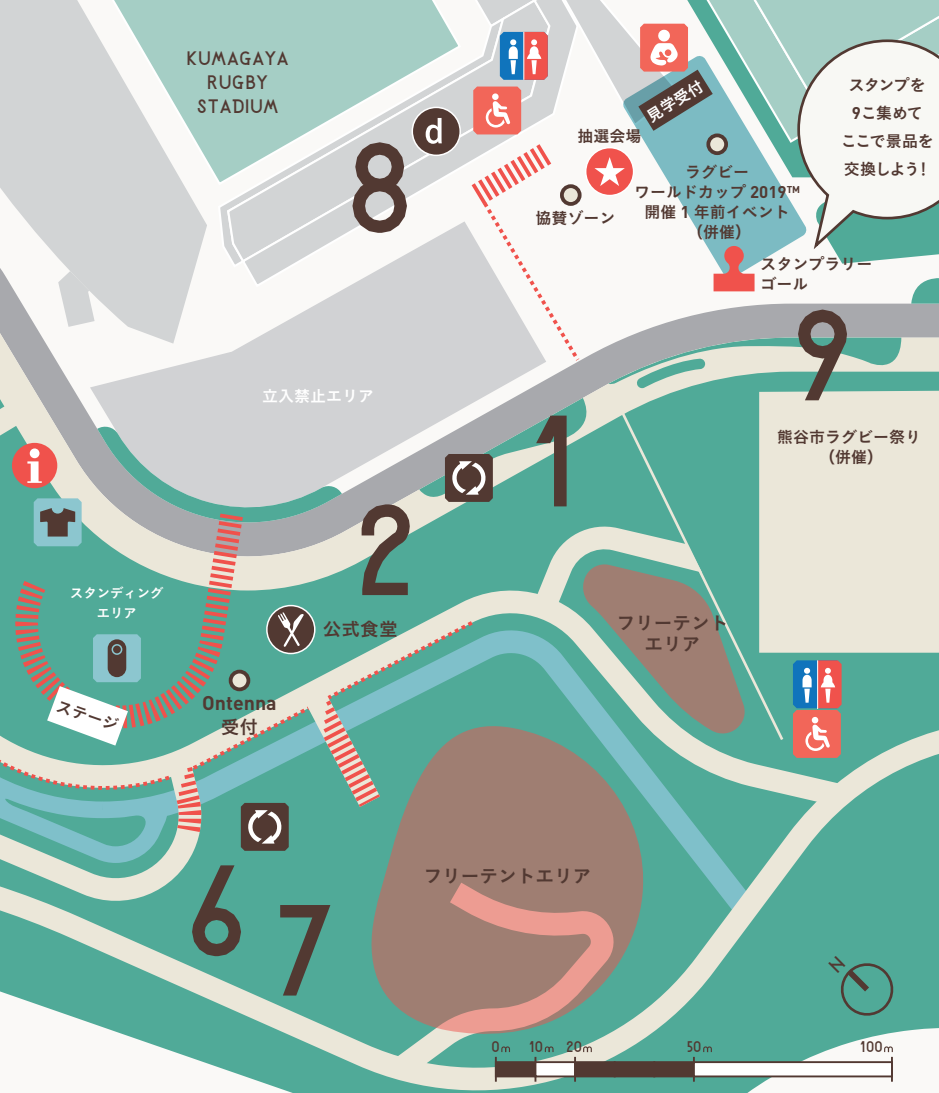 KUMAGAYA
RUGBY
STADIUM
d
8
抽選会場
協賛ゾーン
見学受付
ラグビー
ワールドカップ 2019™
開催 1 年前イベント
(併催)
スタンプを
9こ集めて
ここで景品を
交換しよう!
スタンプラリー
ゴール
立入禁止エリア
9
熊谷市ラグビー祭り
(併催)
1
2
i
スタンディング
エリア
公式食堂
フリーテント
エリア
Ontenna
受付
ステージ
6
7
フリーテントエリア
N
0m 10m 20m 50m 100m